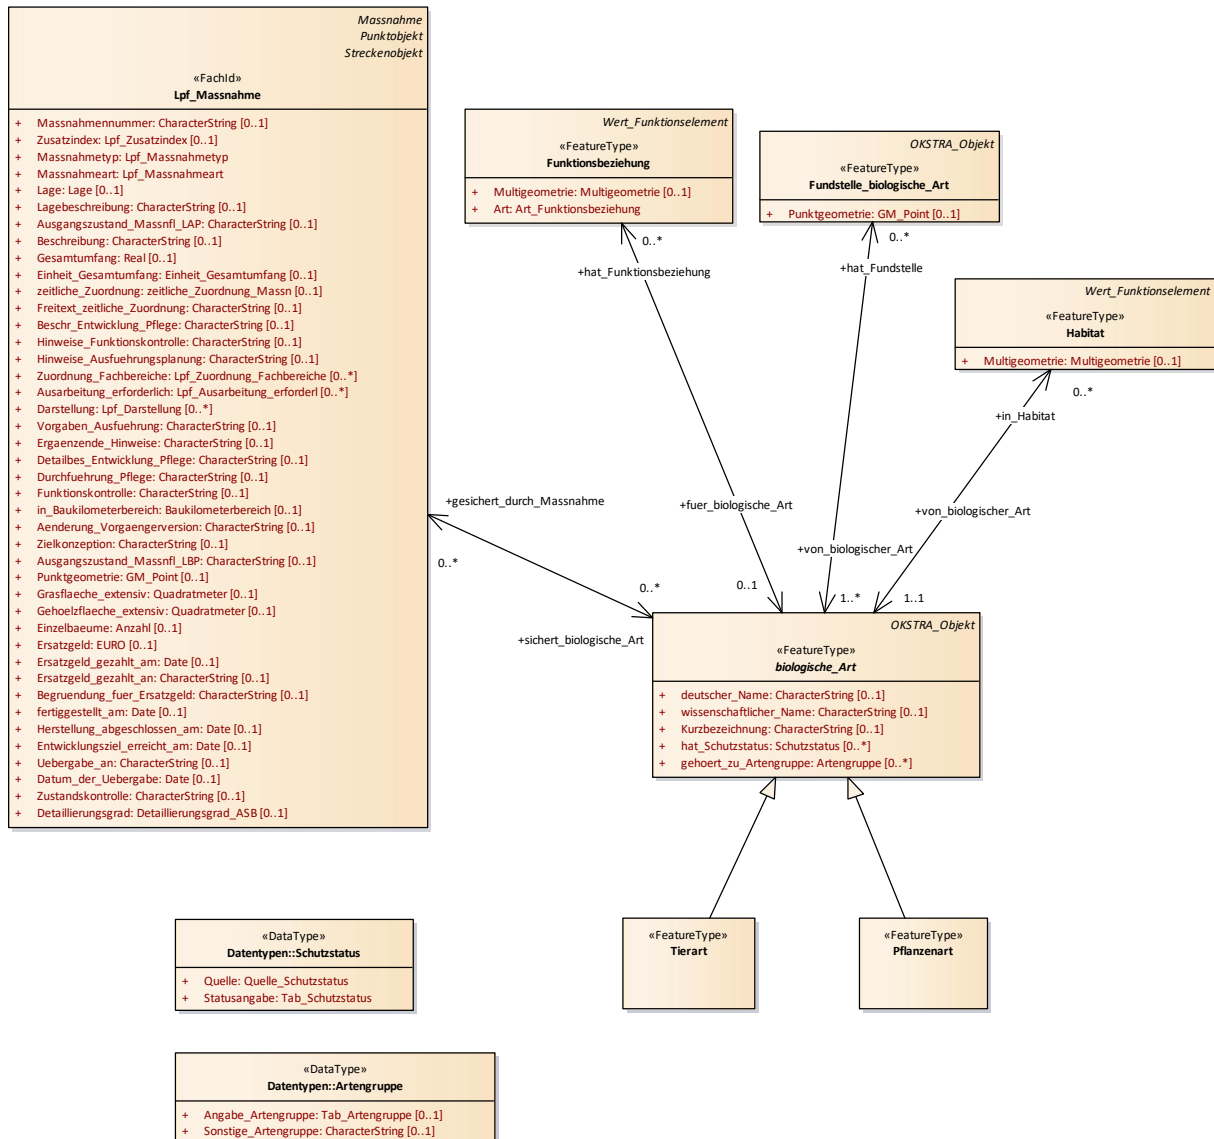 Massnahme
Punktobjekt
Streckenobjekt
«FachId»
Lpf_Massnahme
+ Massnahmennummer: CharacterString [0..1]
+ Zusatzindex: Lpf_Zusatzindex [0..1]
+ Massnahmetyp: Lpf_Massnahmetyp
+ Massnahmeart: Lpf_Massnahmeart
+ Lage: Lage [0..1]
+ Lagebeschreibung: CharacterString [0..1]
+ Ausgangszustand_Massnfl_LAP: CharacterString [0..1]
+ Beschreibung: CharacterString [0..1]
+ Gesamtumfang: Real [0..1]
+ Einheit_Gesamtumfang: Einheit_Gesamtumfang [0..1]
+ zeitliche_Zuordnung: zeitliche_Zuordnung_Massn [0..1]
+ Freitext_zeitliche_Zuordnung: CharacterString [0..1]
+ Beschr_Entwicklung_Pflege: CharacterString [0..1]
+ Hinweise_Funktionskontrolle: CharacterString [0..1]
+ Hinweise_Ausfuehrungsplanung: CharacterString [0..1]
+ Zuordnung_Fachbereiche: Lpf_Zuordnung_Fachbereiche [0..*]
+ Ausarbeitung_erforderlich: Lpf_Ausarbeitung_erforderl [0..*]
+ Darstellung: Lpf_Darstellung [0..*]
+ Vorgaben_Ausfuehrung: CharacterString [0..1]
+ Ergaenzende_Hinweise: CharacterString [0..1]
+ Detailbes_Entwicklung_Pflege: CharacterString [0..1]
+ Durchfuehrung_Pflege: CharacterString [0..1]
+ Funktionskontrolle: CharacterString [0..1]
+ in_Baukilometerbereich: Baukilometerbereich [0..1]
+ Aenderung_Vorgaengerversion: CharacterString [0..1]
+ Zielkonzeption: CharacterString [0..1]
+ Ausgangszustand_Massnfl_LBP: CharacterString [0..1]
+ Punktgeometrie: GM_Point [0..1]
+ Grasflaeche_extensiv: Quadratmeter [0..1]
+ Gehoelzflaeche_extensiv: Quadratmeter [0..1]
+ Einzelbaeume: Anzahl [0..1]
+ Ersatzgeld: EURO [0..1]
+ Ersatzgeld_gezahlt_am: Date [0..1]
+ Ersatzgeld_gezahlt_an: CharacterString [0..1]
+ Begruendung_fuer_Ersatzgeld: CharacterString [0..1]
+ fertiggestellt_am: Date [0..1]
+ Herstellung_abgeschlossen_am: Date [0..1]
+ Entwicklungsziel_erreicht_am: Date [0..1]
+ Uebergabe_an: CharacterString [0..1]
+ Datum_der_Uebergabe: Date [0..1]
+ Zustandskontrolle: CharacterString [0..1]
+ Detaillierungsgrad: Detaillierungsgrad_ASB [0..1]
Wert_Funktionselement
«FeatureType»
Funktionsbeziehung
+ Multigeometrie: Multigeometrie [0..1]
+ Art: Art_Funktionsbeziehung
OKSTRA_Objekt
«FeatureType»
Fundstelle_biologische_Art
+ Punktgeometrie: GM_Point [0..1]
Wert_Funktionselement
«FeatureType»
Habitat
+ Multigeometrie: Multigeometrie [0..1]
0..*
+hat_Funktionsbeziehung
0..*
+hat_Fundstelle
0..*
+in_Habitat
+gesichert_durch_Massnahme
0..*
+fuer_biologische_Art
0..1
+von_biologischer_Art
1..*
+von_biologischer_Art
1..1
0..*
+sichert_biologische_Art
OKSTRA_Objekt
«FeatureType»
biologische_Art
+ deutscher_Name: CharacterString [0..1]
+ wissenschaftlicher_Name: CharacterString [0..1]
+ Kurzbezeichnung: CharacterString [0..1]
+ hat_Schutzstatus: Schutzstatus [0..*]
+ gehoert_zu_Artengruppe: Artengruppe [0..*]
«FeatureType»
Tierart
«FeatureType»
Pflanzenart
«DataType»
Datentypen::Schutzstatus
+ Quelle: Quelle_Schutzstatus
+ Statusangabe: Tab_Schutzstatus
«DataType»
Datentypen::Artengruppe
+ Angabe_Artengruppe: Tab_Artengruppe [0..1]
+ Sonstige_Artengruppe: CharacterString [0..1]